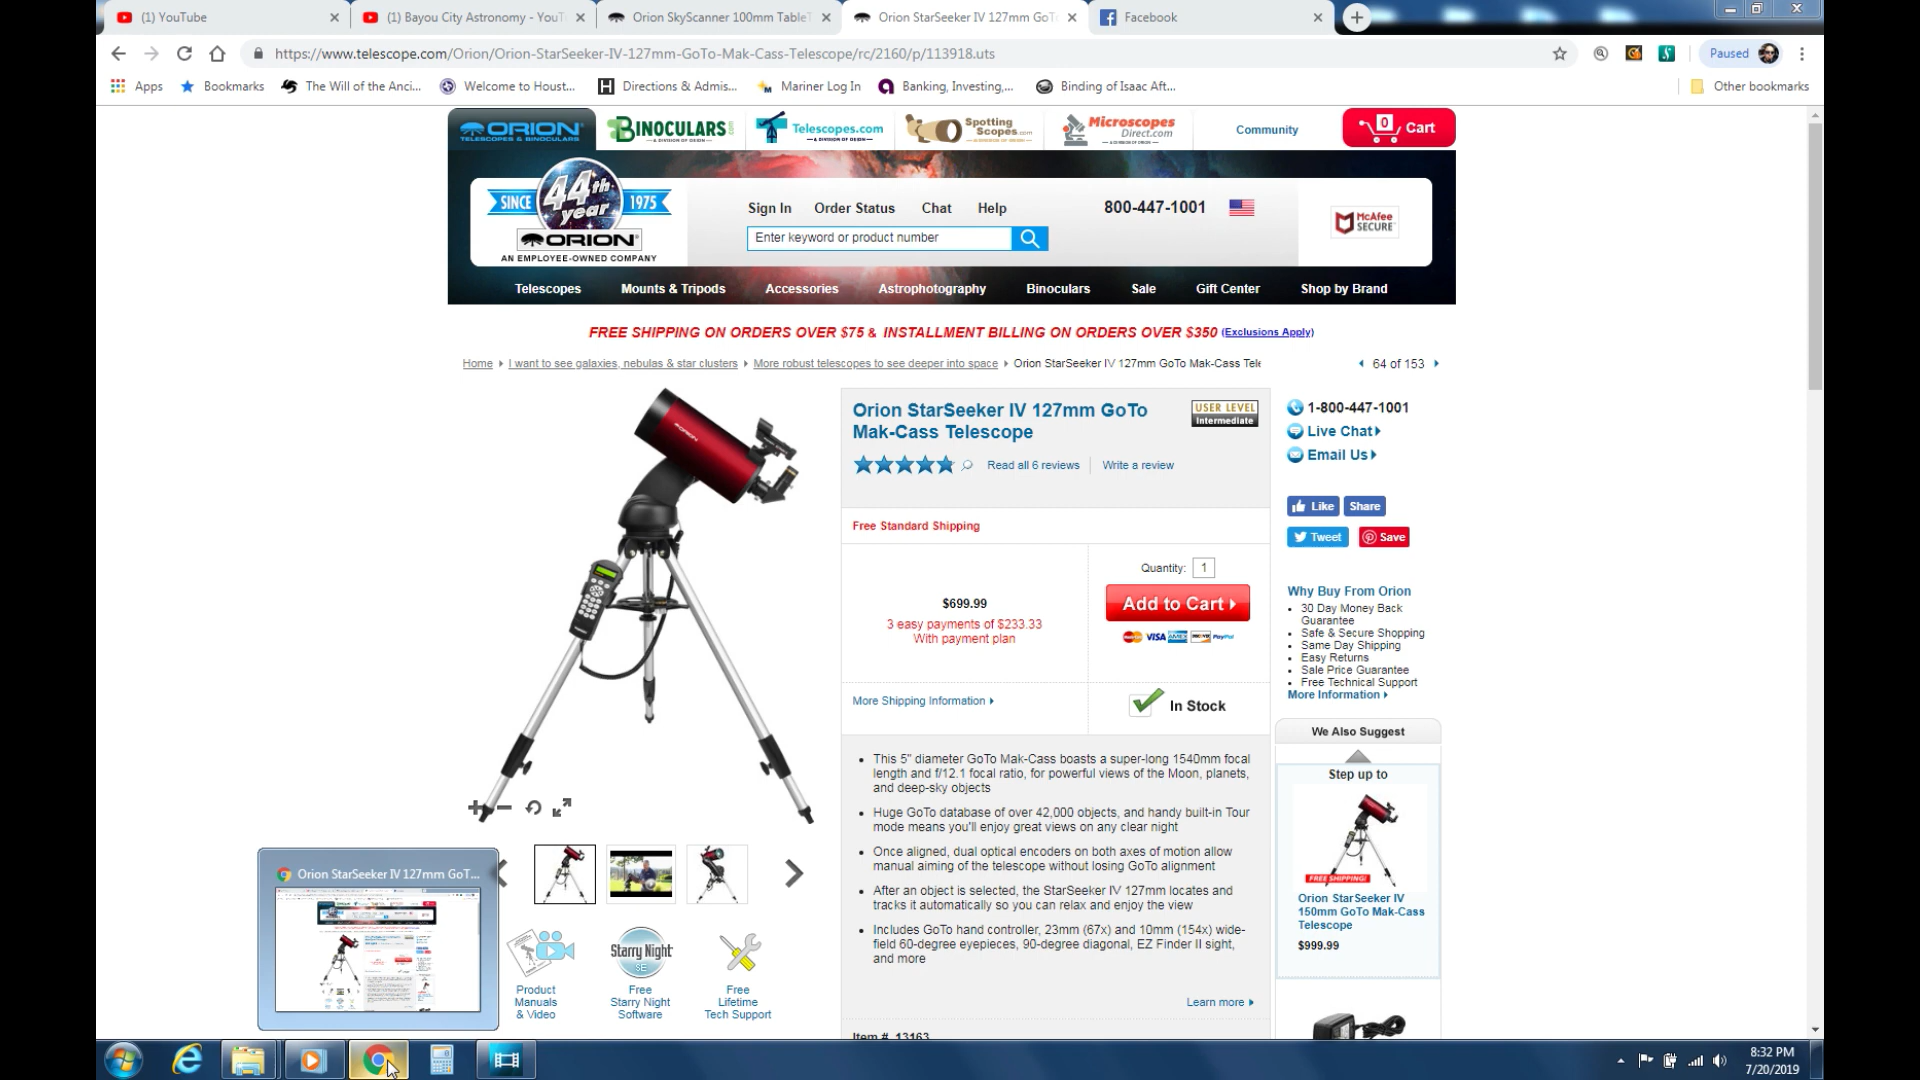 (1) YouTube
(1) Bayou City Astronomy - YouT
Orion SkyScanner 100mm TableT
Orion StarSeeker IV 127mm GoT
Facebook
https://www.telescope.com/Orion/Orion-StarSeeker-IV-127mm-GoTo-Mak-Cass-Telescope/rc/2160/p/113918.uts
Paused
Apps
Bookmarks
The Will of the Anci...
Welcome to Houst...
Directions & Admis...
Mariner Log In
Banking, Investing,...
Binding of Isaac Aft...
Other bookmarks
ORION
TELESCOPES & BINOCULARS
BINOCULARS.com
Telescopes.com
Spotting
Scopes.com
Microscopes
Direct.com
Community
0 Cart
SINCE 44th year 1975
ORION
AN EMPLOYEE-OWNED COMPANY
Sign In Order Status Chat Help
800-447-1001
Enter keyword or product number
McAfee
SECURE
Telescopes Mounts & Tripods Accessories Astrophotography Binoculars Sale Gift Center Shop by Brand
FREE SHIPPING ON ORDERS OVER $75 & INSTALLMENT BILLING ON ORDERS OVER $350 (Exclusions Apply)
Home I want to see galaxies, nebulas & star clusters More robust telescopes to see deeper into space Orion StarSeeker IV 127mm GoTo Mak-Cass Tele
64 of 153
Orion StarSeeker IV 127mm GoTo
Mak-Cass Telescope
USER LEVEL
Intermediate
Read all 6 reviews
Write a review
Free Standard Shipping
$699.99
3 easy payments of $233.33
With payment plan
Quantity: 1
Add to Cart
VISA
PayPal
More Shipping Information
In Stock
This 5" diameter GoTo Mak-Cass boasts a super-long 1540mm focal
length and f/12.1 focal ratio, for powerful views of the Moon, planets,
and deep-sky objects
Huge GoTo database of over 42,000 objects, and handy built-in Tour
mode means you'll enjoy great views on any clear night
Once aligned, dual optical encoders on both axes of motion allow
manual aiming of the telescope without losing GoTo alignment
After an object is selected, the StarSeeker IV 127mm locates and
tracks it automatically so you can relax and enjoy the view
Includes GoTo hand controller, 23mm (67x) and 10mm (154x) wide-
field 60-degree eyepieces, 90-degree diagonal, EZ Finder II sight,
and more
Learn more
Item #  13163
1-800-447-1001
Live Chat
Email Us
Like
Share
Tweet
Save
Why Buy From Orion
30 Day Money Back
Guarantee
Safe & Secure Shopping
Same Day Shipping
Easy Returns
Sale Price Guarantee
Free Technical Support
More Information
We Also Suggest
Step up to
FREE SHIPPING!
Orion StarSeeker IV
150mm GoTo Mak-Cass
Telescope
$999.99
Orion StarSeeker IV 127mm GoT...
Product
Manuals
& Video
Starry Night
SE
Free
Starry Night
Software
Free
Lifetime
Tech Support
8:32 PM
7/20/2019